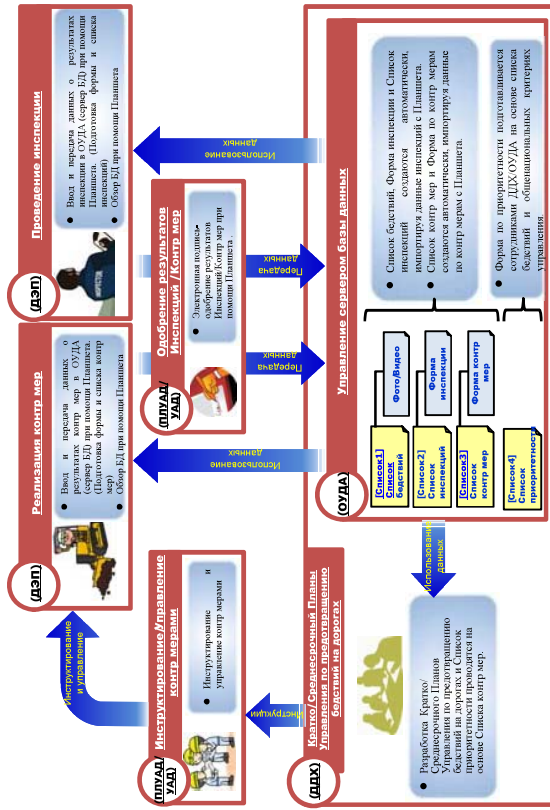 (ДЭП)
Реализация контр мер
● Ввод и передача данных о
результатах контр мер в ОУДА
(сервер БД) при помощи Планшета.
(Подготовка формы и списка контр
мер)
● Обзор БД при помощи Планшета
(ДЭП)
Проведение инспекции
● Ввод и передача данных о результатах
инспекции в ОУДА (сервер БД) при помощи
Планшета. (Подготовка формы и списка
инспекций)
● Обзор БД при помощи Планшета
Инструктирование
и управление
(ПЛУАД/
УАД)
Инструктирование/Управление
контр мерами
● Инструктирование и
управление контр мерами
(ПЛУАД/
УАД)
Одобрение результатов
Инспекций /Контр мер
● Электронная подпись-
одобрение результатов
Инспекций/Контр мер при
помощи Планшета .
Использование
данных
Передача
данных
Передача
данных
Использование
данных
Инструкции
(ДДХ)
Кратко/Среднесрочный Планы
Управления по предотвращению
бедствий на дорогах
● Разработка Кратко/
Среднесрочного Планов
Управления по предотвращению
бедствий на дорогах и Список
приоритетности проводятся на
основе Списка контр мер.
Использование
данных
(ОУДА)
Управление сервером базы данных
[Список1]
Список
бедствий
Фото/Видео
[Список2]
Список
инспекций
Форма
инспекции
[Список3]
Список
контр мер
Форма контр
мер
[Список4]
Список
приоритетности
● Список бедствий, Форма инспекции и Список
инспекций создаются автоматически,
импортируя данные инспекций с Планшета.
● Список контр мер и Форма по контр мерам
создаются автоматически, импортируя данные
по контр мерам с Планшета.
● Форма по приоритетности подготавливается
сотрудниками ДДХ/ОУДА на основе списка
бедствий и общенациональных критериях
управления.